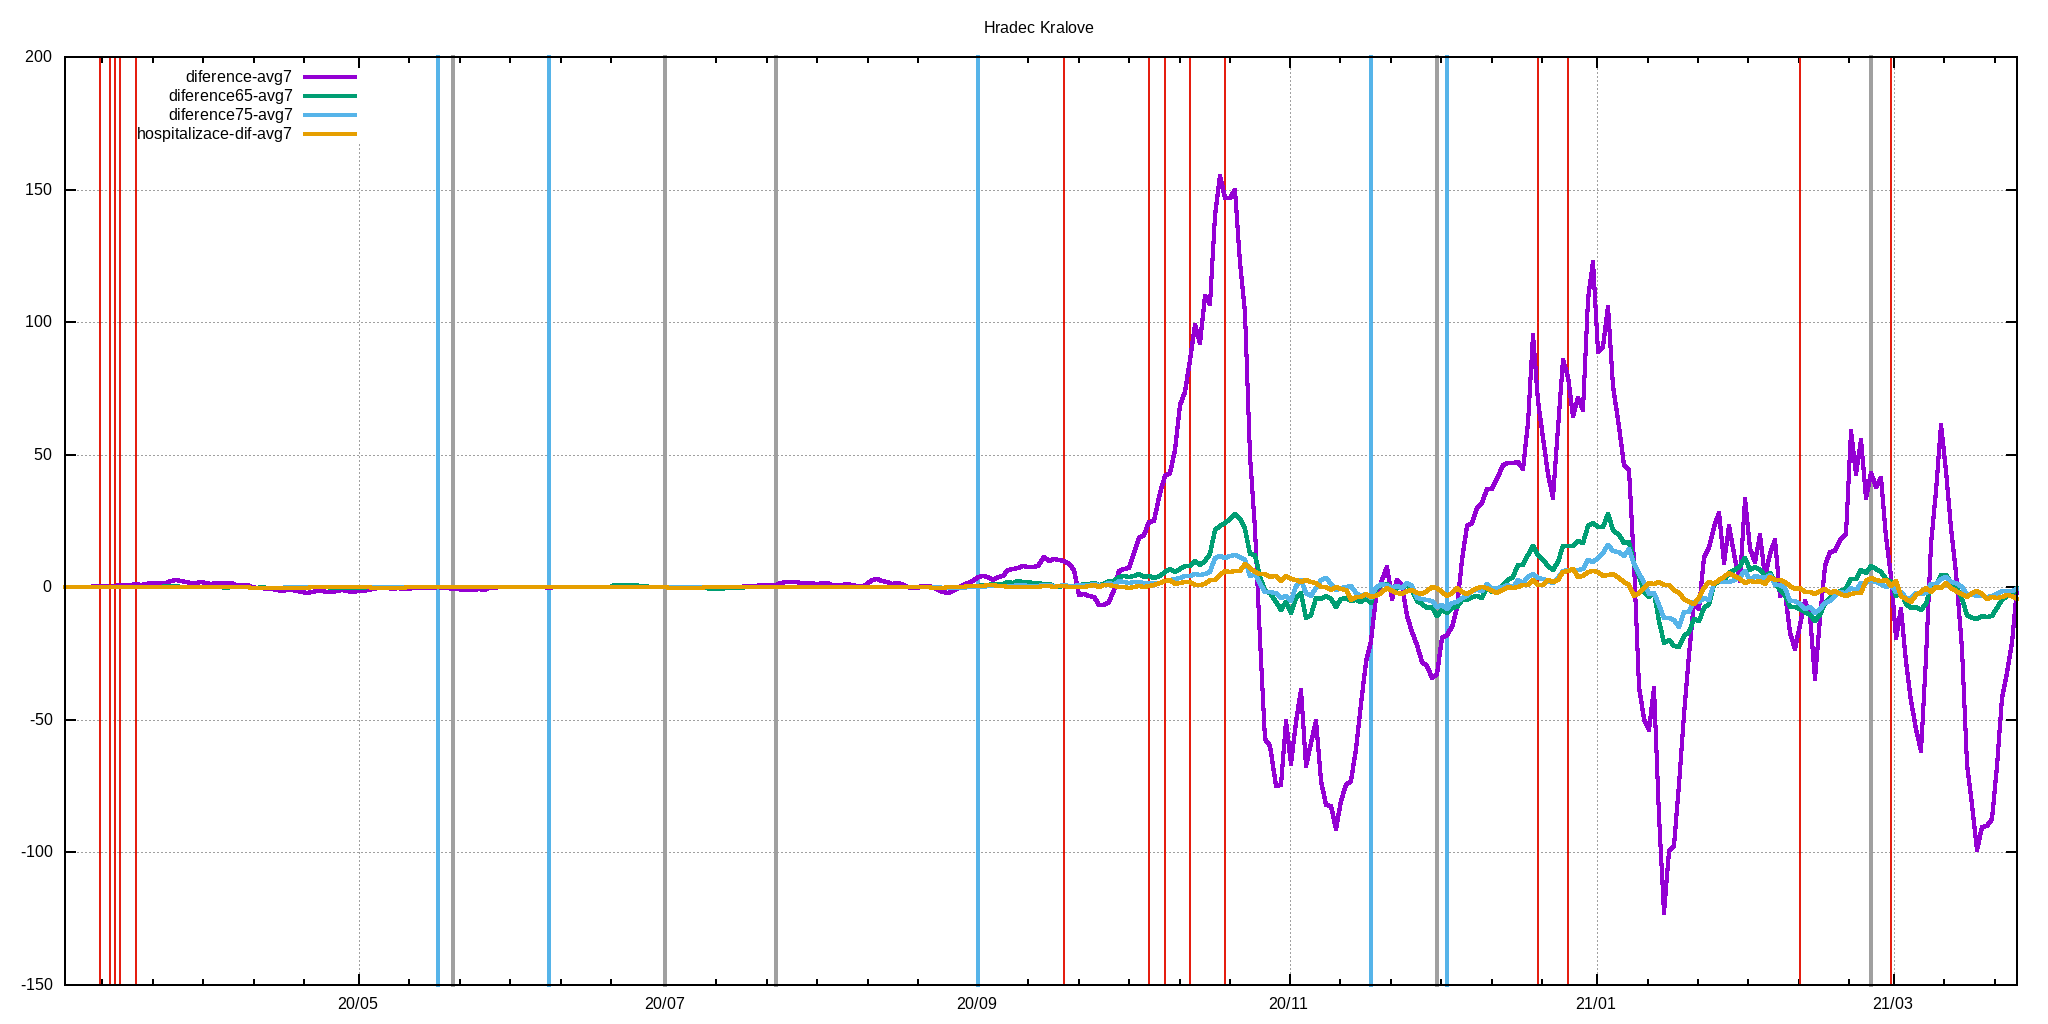 Hradec Kralove
200
150
100
50
0
-50
-100
-150
diference-avg7
diference65-avg7
diference75-avg7
hospitalizace-dif-avg7
20/05 20/07 20/09 20/11 21/01 21/03